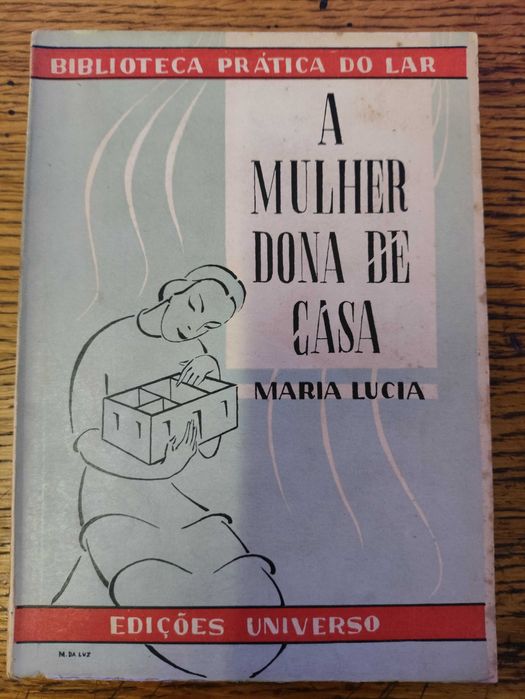 BIBLIOTECA PRÁTICA DO LAR
A
MULHER
DONA DE
CASA
MARIA LUCIA
EDIÇÕES UNIVERSO
M. DA LUZ